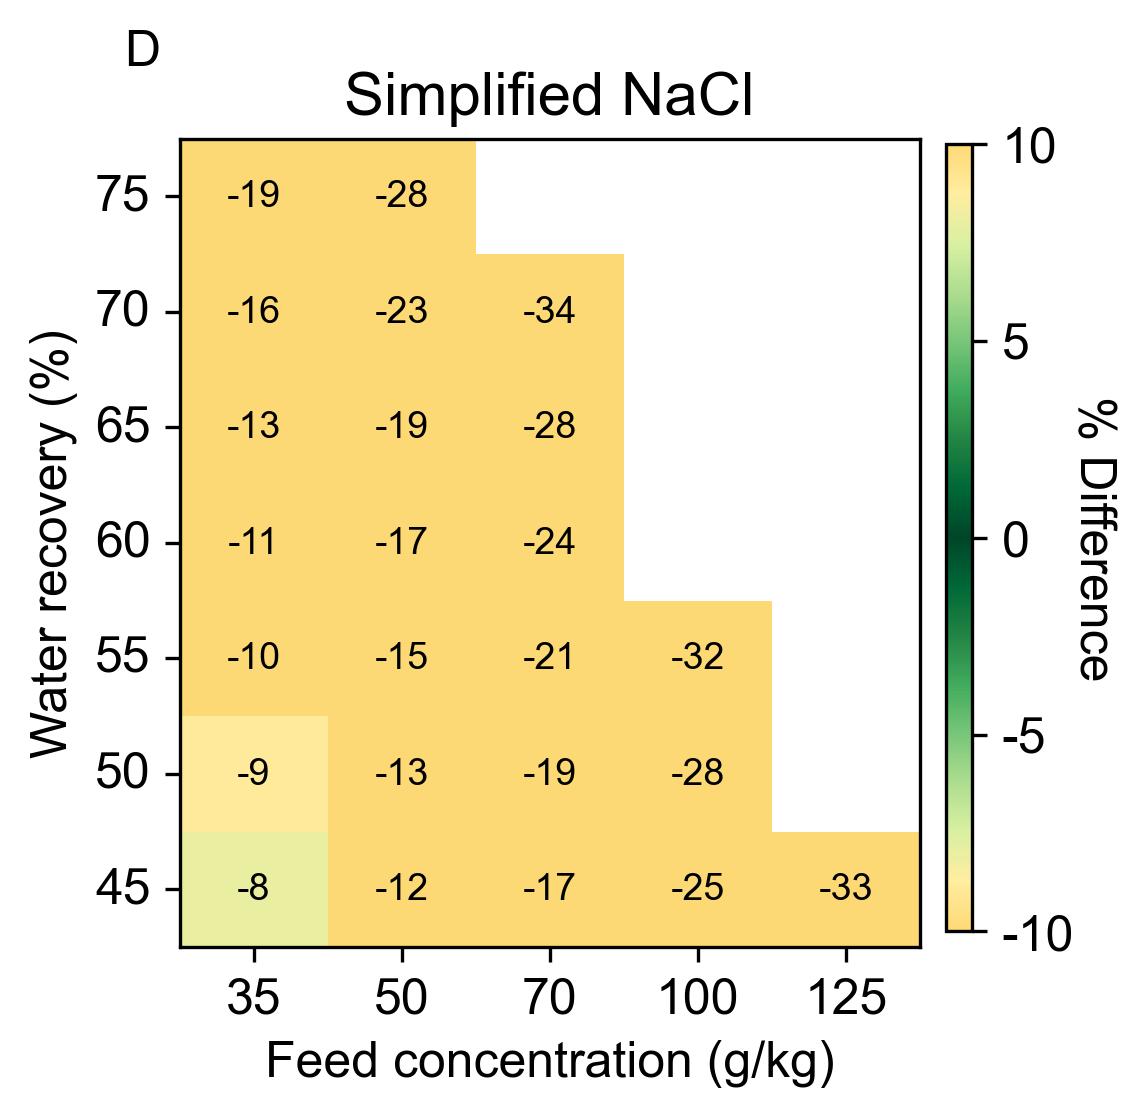 D
Simplified NaCl
Water recovery (%)
75 -19 -28
70 -16 -23 -34
65 -13 -19 -28
60 -11 -17 -24
55 -10 -15 -21 -32
50 -9 -13 -19 -28
45 -8 -12 -17 -25 -33
35 50 70 100 125
Feed concentration (g/kg)
10
5
0
-5
-10
% Difference